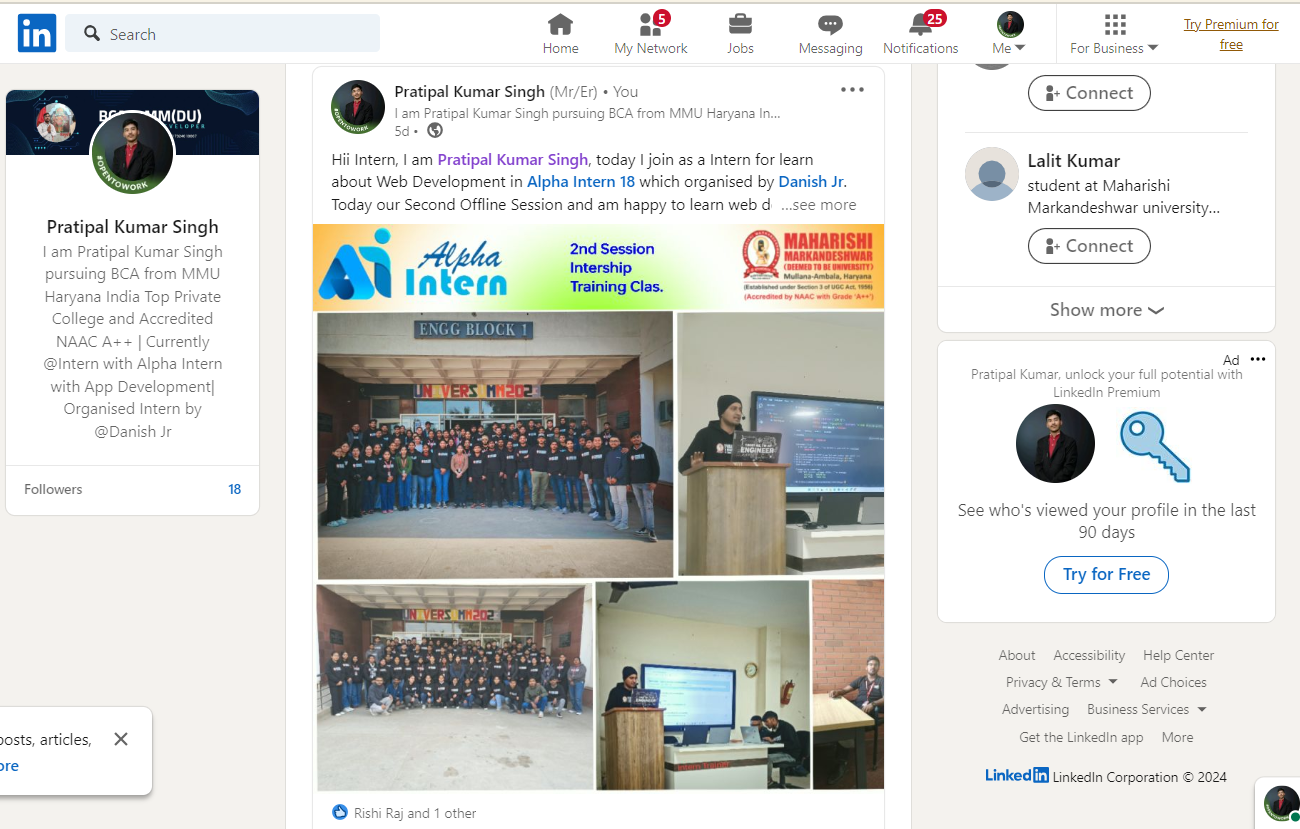 in
Search
Home
5
My Network
Jobs
Messaging
25
Notifications
Me
For Business
Try Premium for
free
BCA
MM(DU)
#OPENTOWORK
Pratipal Kumar Singh
I am Pratipal Kumar Singh
pursuing BCA from MMU
Haryana India Top Private
College and Accredited
NAAC A++ | Currently
@Intern with Alpha Intern
with App Development|
Organised Intern by
@Danish Jr
Followers 18
posts, articles,
ore
#OPENTOWORK
Pratipal Kumar Singh (Mr/Er) • You
I am Pratipal Kumar Singh pursuing BCA from MMU Haryana In...
5d •
Hii Intern, I am Pratipal Kumar Singh, today I join as a Intern for learn
about Web Development in Alpha Intern 18 which organised by Danish Jr.
Today our Second Offline Session and am happy to learn web d ...see more
Ai Alpha
Intern
2nd Session
Intership
Training Clas.
MAHARISHI
MARKANDESHWAR
(DEEMED TO BE UNIVERSITY)
Mullana-Ambala, Haryana
(Established under Section 3 of UGC Act, 1956)
(Accredited by NAAC with Grade 'A++')
ENGG BLOCK 1
UNIVERSAMM2023
ENGINEER
UNIVERSAMM202
Rishi Raj and 1 other
Connect
Lalit Kumar
student at Maharishi
Markandeshwar university...
Connect
Show more
Ad
Pratipal Kumar, unlock your full potential with
LinkedIn Premium
See who's viewed your profile in the last
90 days
Try for Free
About Accessibility Help Center
Privacy & Terms Ad Choices
Advertising Business Services
Get the LinkedIn app More
LinkedIn LinkedIn Corporation © 2024